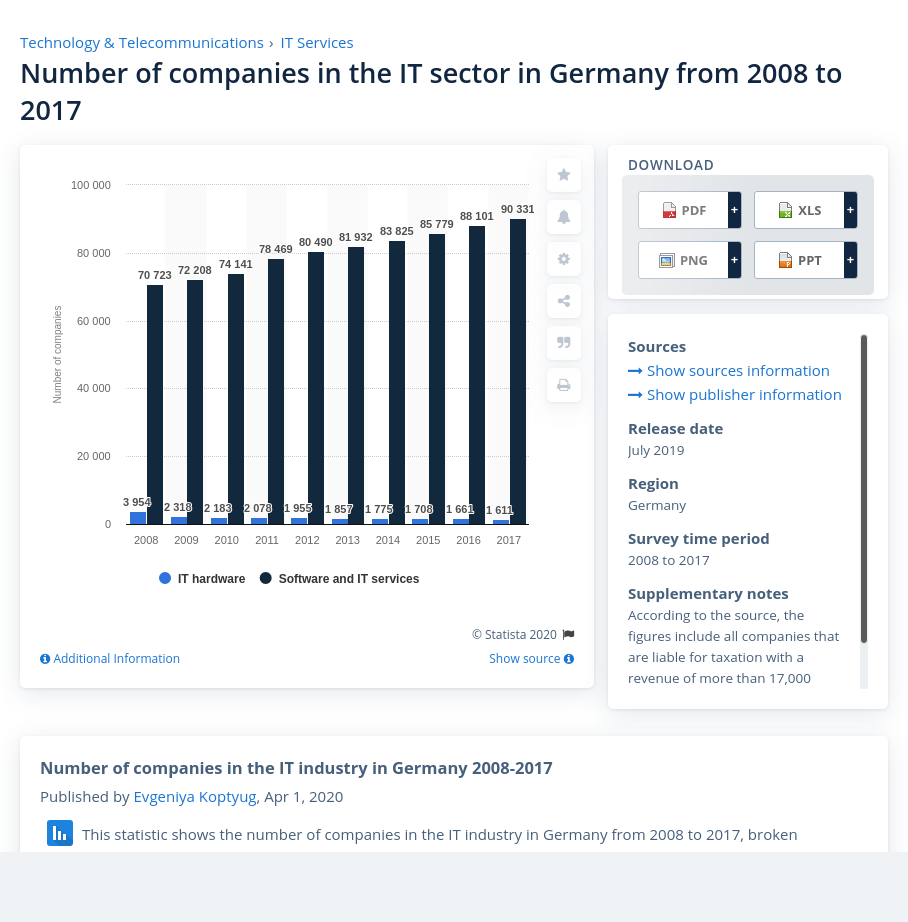 Technology & Telecommunications › IT Services
Number of companies in the IT sector in Germany from 2008 to
2017
100 000
80 000
60 000
40 000
20 000
0
Number of companies
70 723
72 208
74 141
78 469
80 490
81 932
83 825
85 779
88 101
90 331
3 954
2 318
2 183
2 078
1 955
1 857
1 775
1 708
1 661
1 611
2008 2009 2010 2011 2012 2013 2014 2015 2016 2017
IT hardware Software and IT services
© Statista 2020
Additional Information Show source
DOWNLOAD
PDF + XLS +
PNG + PPT +
Sources
Show sources information
Show publisher information
Release date
July 2019
Region
Germany
Survey time period
2008 to 2017
Supplementary notes
According to the source, the
figures include all companies that
are liable for taxation with a
revenue of more than 17,000
Number of companies in the IT industry in Germany 2008-2017
Published by Evgeniya Koptyug, Apr 1, 2020
This statistic shows the number of companies in the IT industry in Germany from 2008 to 2017, broken